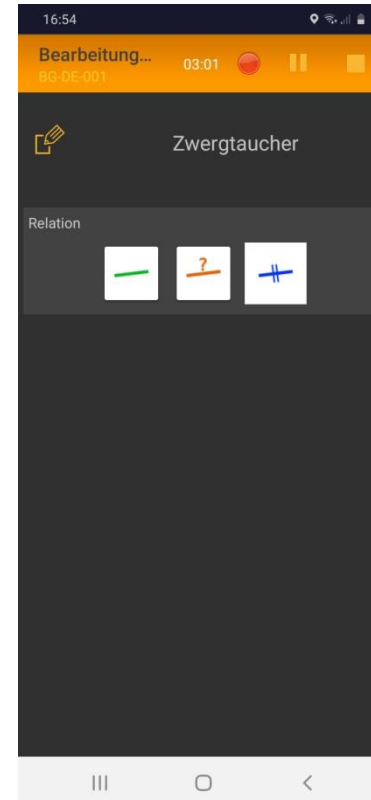 16:54
Bearbeitung...
03:01
BG-DE-001
Zwergtaucher
Relation
?